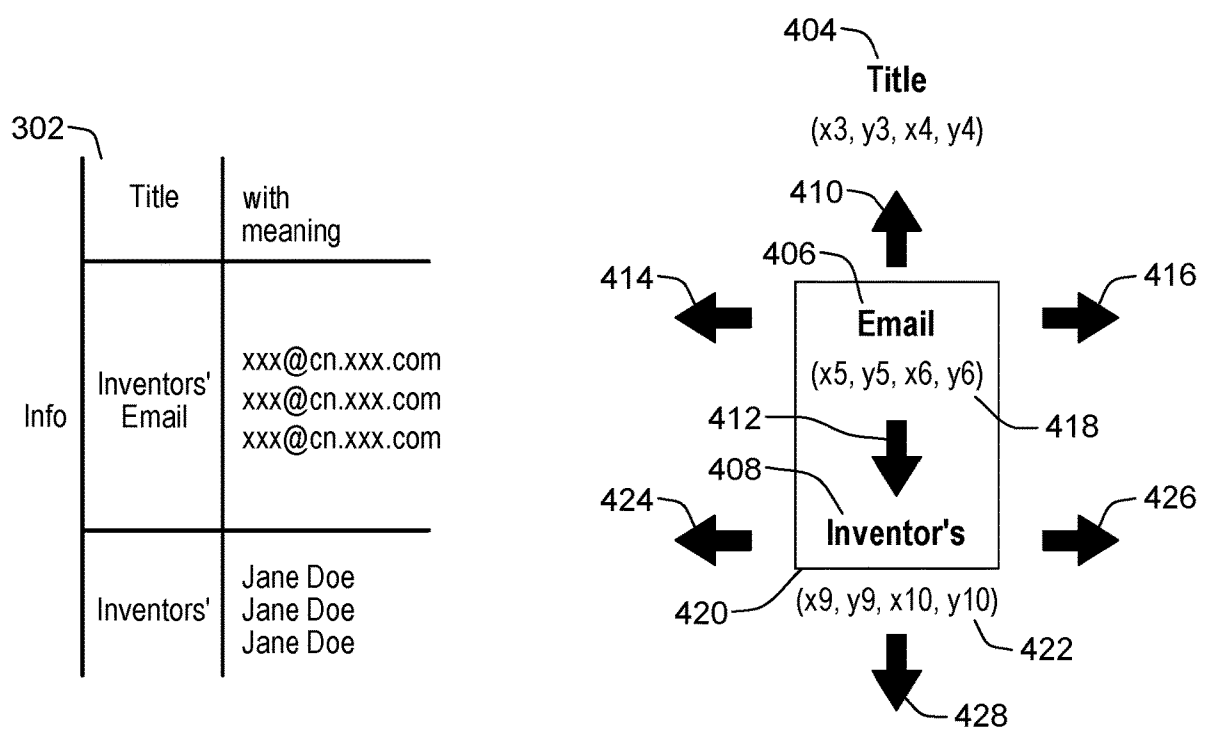 302
Title
with
meaning
Info
Inventors'
Email
xxx@cn.xxx.com
xxx@cn.xxx.com
xxx@cn.xxx.com
Inventors'
Jane Doe
Jane Doe
Jane Doe
404
Title
(x3, y3, x4, y4)
410
406
414
416
Email
(x5, y5, x6, y6)
412
418
408
424
426
Inventor's
420
(x9, y9, x10, y10)
422
428